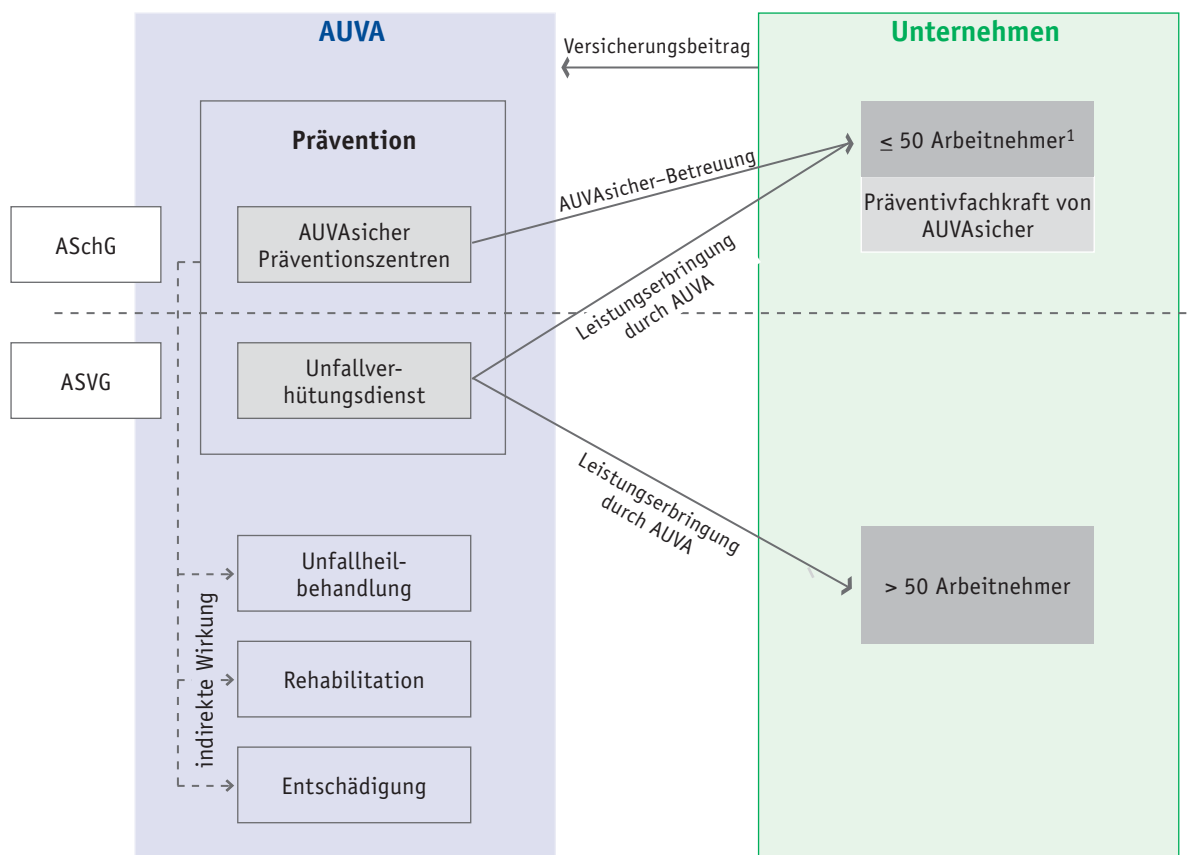 AUVA
Unternehmen
Versicherungsbeitrag
Prävention
≤ 50 Arbeitnehmer¹
Präventivfachkraft von
AUVAsicher
AUVAsicher-Betreuung
ASchG
AUVAsicher
Präventionszentren
Leistungserbringung
durch AUVA
ASVG
Unfallver-
hütungsdienst
Leistungserbringung
durch AUVA
> 50 Arbeitnehmer
indirekte Wirkung
Unfallheil-
behandlung
Rehabilitation
Entschädigung